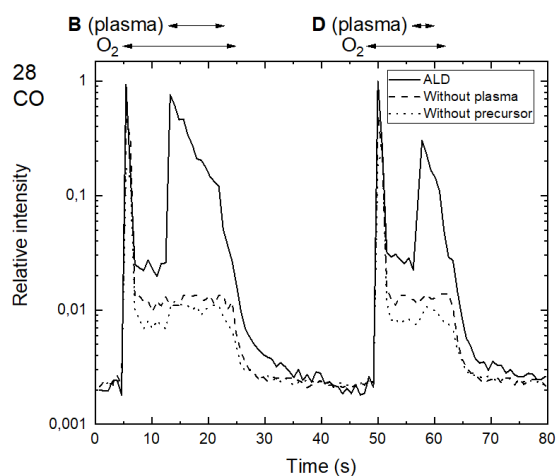 B (plasma) D (plasma)
O₂ O₂
28
CO
ALD
Without plasma
Without precursor
1
0,1
0,01
0,001
Relative intensity
0 10 20 30 40 50 60 70 80
Time (s)